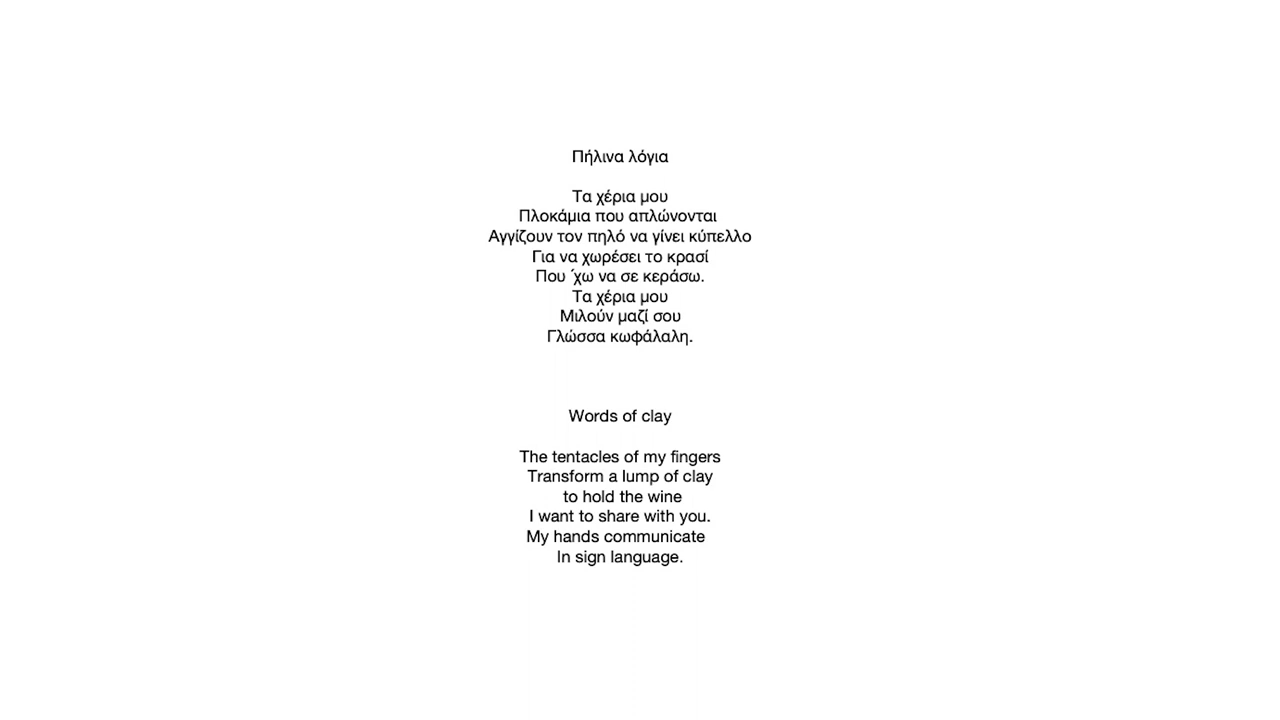 Πήλινα λόγια
Τα χέρια μου
Πλοκάμια που απλώνονται
Αγγίζουν τον πηλό να γίνει κύπελλο
Για να χωρέσει το κρασί
Που ΄χω να σε κεράσω.
Τα χέρια μου
Μιλούν μαζί σου
Γλώσσα κωφάλαλη.
Words of clay
The tentacles of my fingers
Transform a lump of clay
to hold the wine
I want to share with you.
My hands communicate
In sign language.